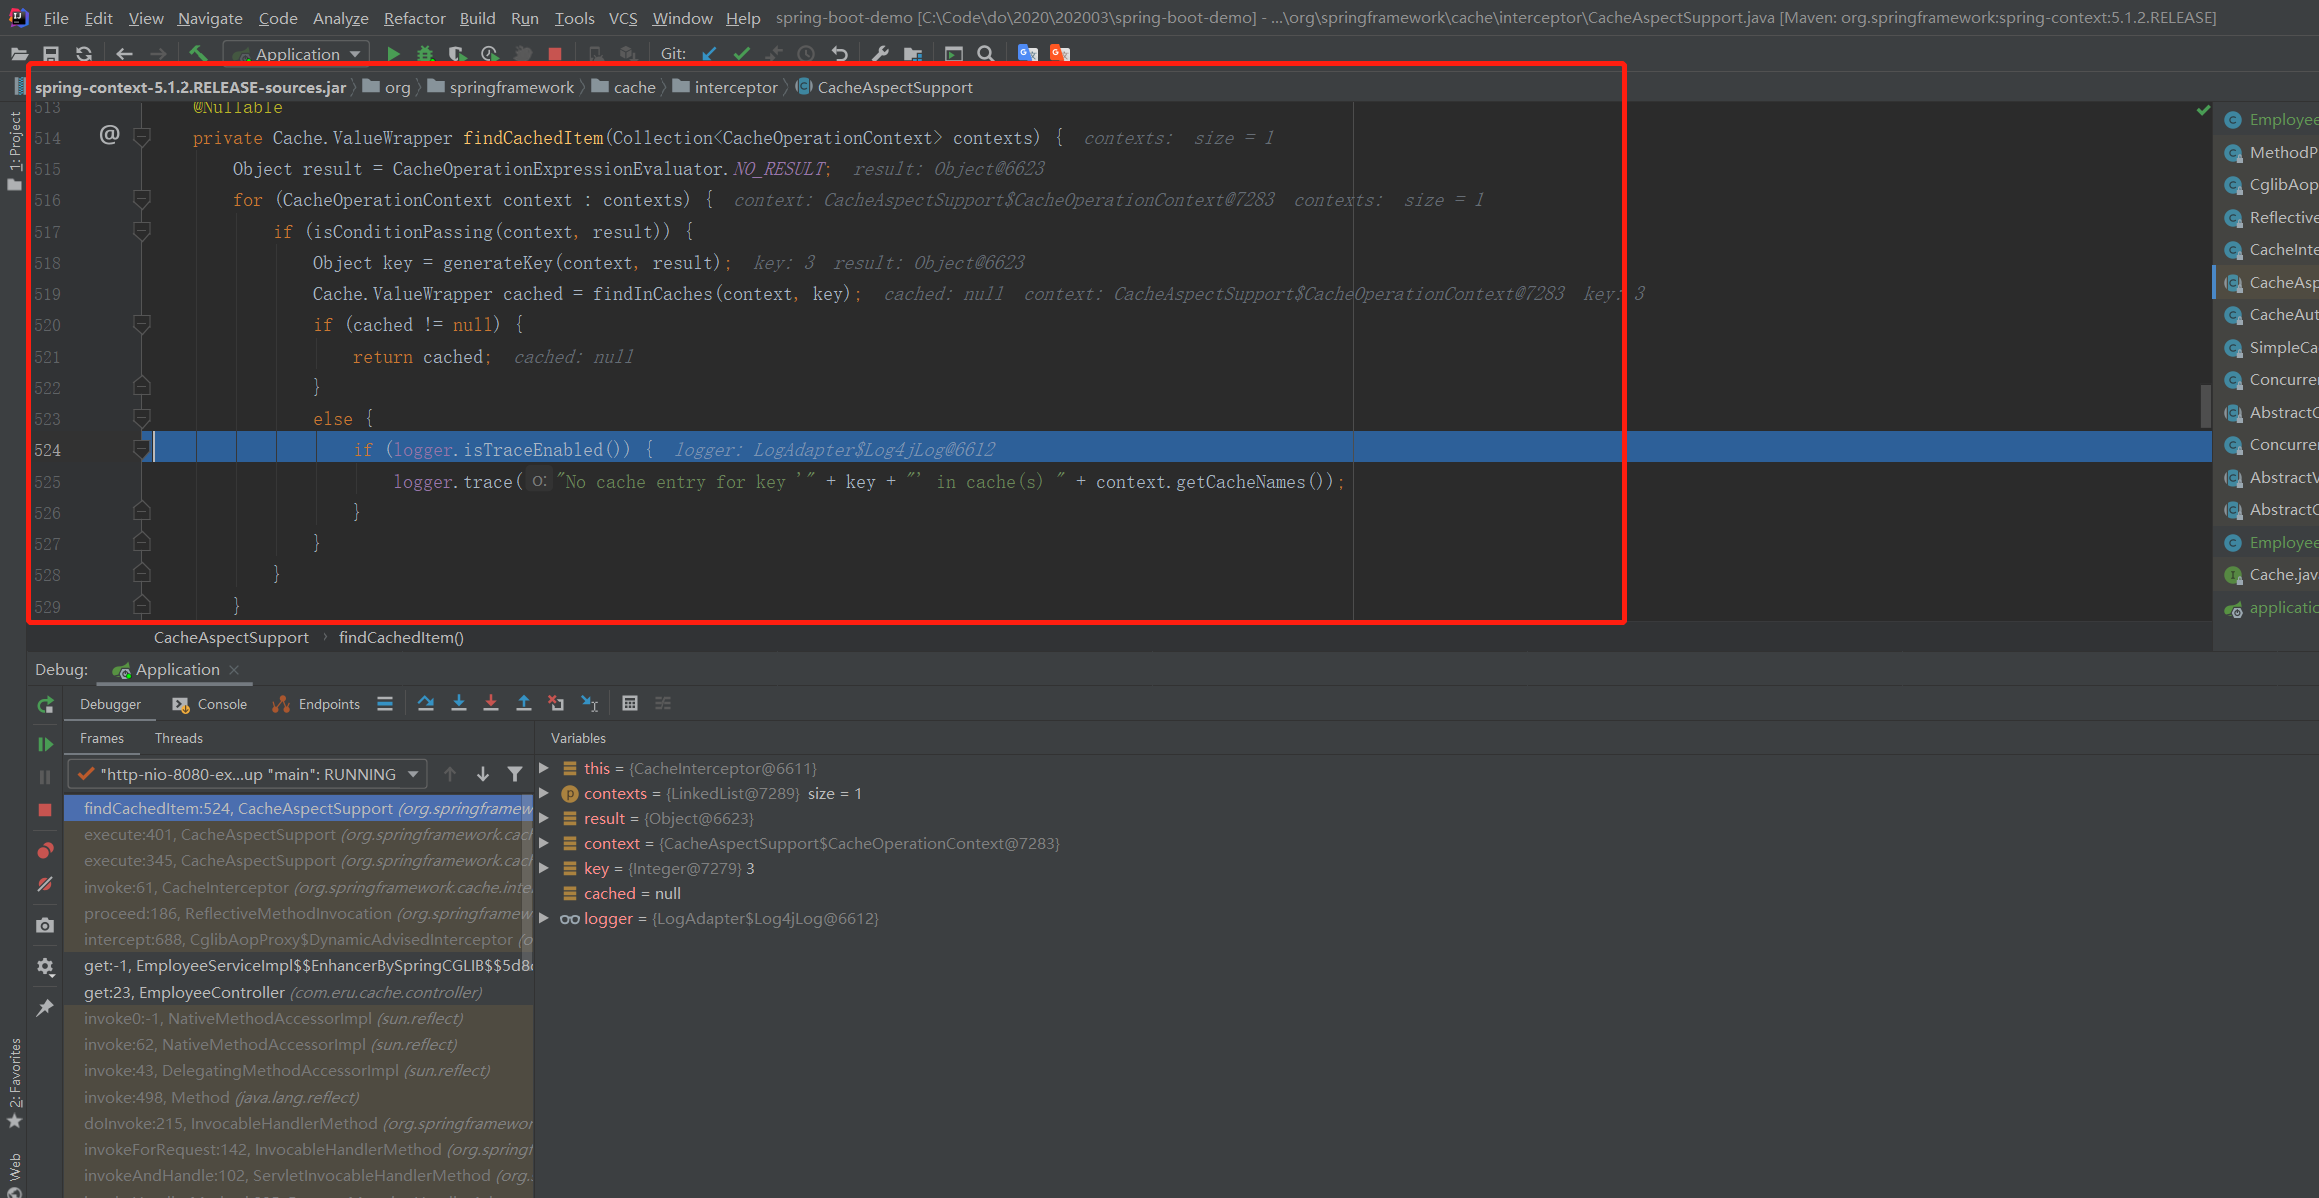 File Edit View Navigate Code Analyze Refactor Build Run Tools VCS Window Help spring-boot-demo [C:\Code\do\2020\202003\spring-boot-demo] - ...\org\springframework\cache\interceptor\CacheAspectSupport.java [Maven: org.springframework:spring-context:5.1.2.RELEASE]
Application Git:
spring-context-5.1.2.RELEASE-sources.jar org springframework cache interceptor CacheAspectSupport
513 @Nullable
514 @ private Cache.ValueWrapper findCachedItem(Collection<CacheOperationContext> contexts) { contexts: size = 1
515 Object result = CacheOperationExpressionEvaluator.NO_RESULT; result: Object@6623
516 for (CacheOperationContext context : contexts) { context: CacheAspectSupport$CacheOperationContext@7283 contexts: size = 1
517 if (isConditionPassing(context, result)) {
518 Object key = generateKey(context, result); key: 3 result: Object@6623
519 Cache.ValueWrapper cached = findInCaches(context, key); cached: null context: CacheAspectSupport$CacheOperationContext@7283 key: 3
520 if (cached != null) {
521 return cached; cached: null
522 }
523 else {
524 if (logger.isTraceEnabled()) { logger: LogAdapter$Log4jLog@6612
525 logger.trace( o: "No cache entry for key '" + key + "' in cache(s) " + context.getCacheNames());
526 }
527 }
528 }
529 }
CacheAspectSupport › findCachedItem()
1: Project
2: Favorites
Web
Employee
MethodP
CglibAop
Reflective
CacheInte
CacheAsp
CacheAut
SimpleCa
Concurre
AbstractC
Concurre
AbstractV
AbstractC
Employee
Cache.jav
applicatio
Debug: Application
Debugger Console Endpoints
Frames Threads Variables
"http-nio-8080-ex...up "main": RUNNING
findCachedItem:524, CacheAspectSupport (org.springframew
execute:401, CacheAspectSupport (org.springframework.cacl
execute:345, CacheAspectSupport (org.springframework.cacl
invoke:61, CacheInterceptor (org.springframework.cache.inte
proceed:186, ReflectiveMethodInvocation (org.springframew
intercept:688, CglibAopProxy$DynamicAdvisedInterceptor (o
get:-1, EmployeeServiceImpl$$EnhancerBySpringCGLIB$$5d8
get:23, EmployeeController (com.eru.cache.controller)
invoke0:-1, NativeMethodAccessorImpl (sun.reflect)
invoke:62, NativeMethodAccessorImpl (sun.reflect)
invoke:43, DelegatingMethodAccessorImpl (sun.reflect)
invoke:498, Method (java.lang.reflect)
doInvoke:215, InvocableHandlerMethod (org.springframewor
invokeForRequest:142, InvocableHandlerMethod (org.springf
invokeAndHandle:102, ServletInvocableHandlerMethod (org.
this = {CacheInterceptor@6611}
contexts = {LinkedList@7289} size = 1
result = {Object@6623}
context = {CacheAspectSupport$CacheOperationContext@7283}
key = {Integer@7279} 3
cached = null
logger = {LogAdapter$Log4jLog@6612}